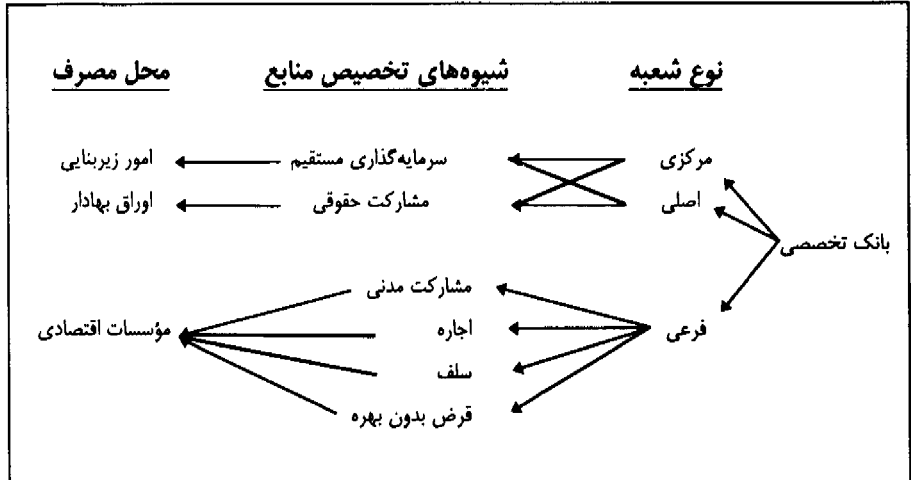 نوع شعبه شیوه‌های تخصیص منابع محل مصرف
مرکزی سرمایه‌گذاری مستقیم امور زیربنایی
اصلی مشارکت حقوقی اوراق بهادار
بانک تخصصی
مشارکت مدنی
فرعی اجاره مؤسسات اقتصادی
سلف
قرض بدون بهره